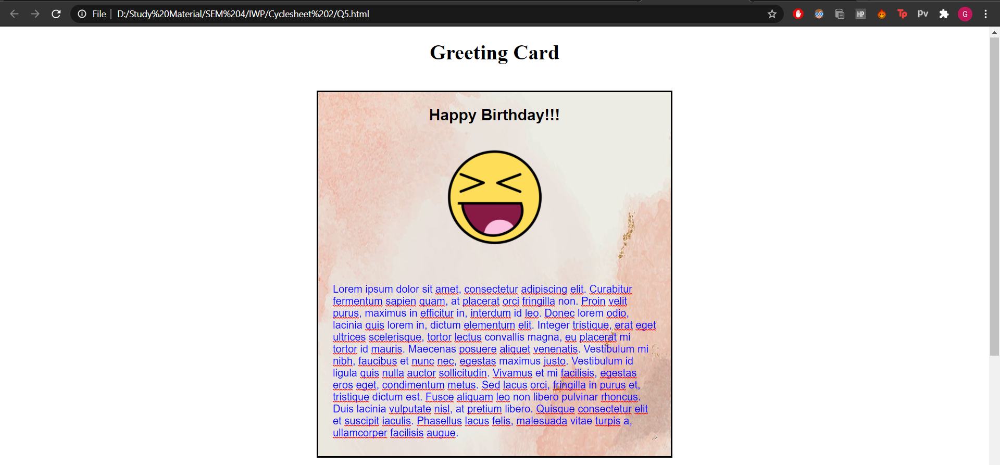 File | D:/Study%20Material/SEM%204/IWP/Cyclesheet%202/Q5.html
HP
Tp
pv
G
Greeting Card
Happy Birthday!!!
Lorem ipsum dolor sit amet, consectetur adipiscing elit. Curabitur
fermentum sapien quam, at placerat orci fringilla non. Proin velit
purus, maximus in efficitur in, interdum id leo. Donec lorem odio,
lacinia quis lorem in, dictum elementum elit. Integer tristique, erat eget
ultrices scelerisque, tortor lectus convallis magna, eu placerat mi
tortor id mauris. Maecenas posuere aliquet venenatis. Vestibulum mi
nibh, faucibus et nunc nec, egestas maximus justo. Vestibulum id
ligula quis nulla auctor sollicitudin. Vivamus et mi facilisis, egestas
eros eget, condimentum metus. Sed lacus orci, fringilla in purus et,
tristique dictum est. Fusce aliquam leo non libero pulvinar rhoncus.
Duis lacinia vulputate nisl, at pretium libero. Quisque consectetur elit
et suscipit iaculis. Phasellus lacus felis, malesuada vitae turpis a,
ullamcorper facilisis augue.